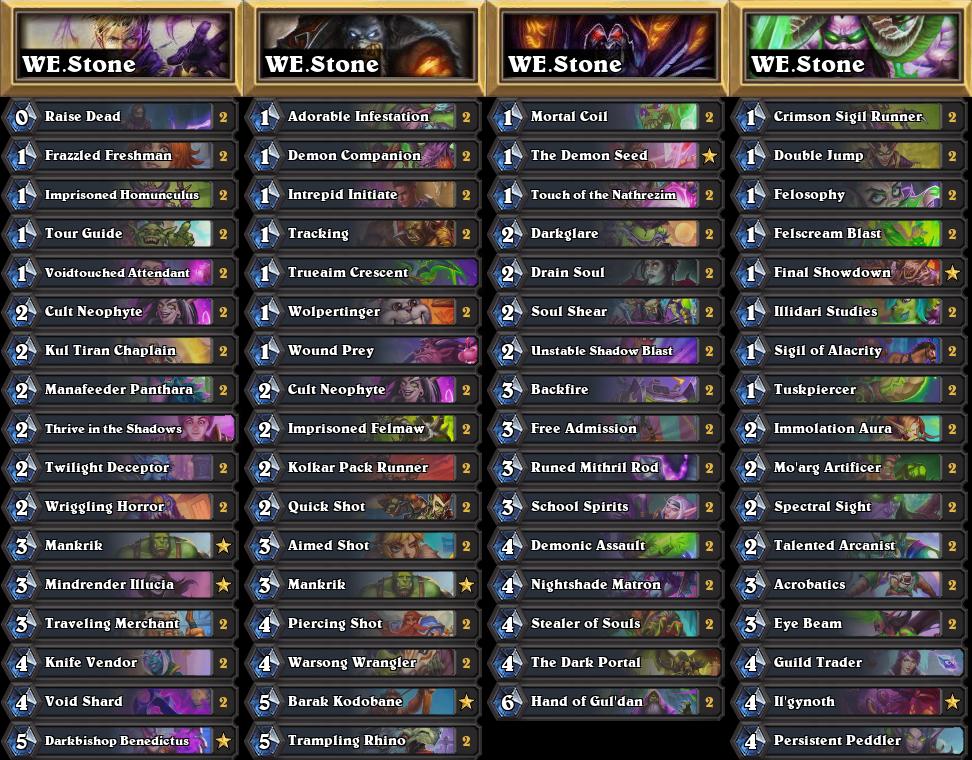 WE.Stone
0 Raise Dead 2
1 Frazzled Freshman 2
1 Imprisoned Homunculus 2
1 Tour Guide 2
1 Voidtouched Attendant 2
2 Cult Neophyte 2
2 Kul Tiran Chaplain 2
2 Manafeeder Panthara 2
2 Thrive in the Shadows
2 Twilight Deceptor 2
2 Wriggling Horror 2
3 Mankrik
3 Mindrender Illucia
3 Traveling Merchant 2
4 Knife Vendor 2
4 Void Shard 2
5 Darkbishop Benedictus
WE.Stone
1 Adorable Infestation 2
1 Demon Companion 2
1 Intrepid Initiate 2
1 Tracking 2
1 Trueaim Crescent
1 Wolpertinger 2
1 Wound Prey
2 Cult Neophyte 2
2 Imprisoned Felmaw 2
2 Kolkar Pack Runner 2
2 Quick Shot 2
3 Aimed Shot 2
3 Mankrik
4 Piercing Shot 2
4 Warsong Wrangler 2
5 Barak Kodobane
5 Trampling Rhino 2
WE.Stone
1 Mortal Coil 2
1 The Demon Seed
1 Touch of the Nathrezim 2
2 Darkglare 2
2 Drain Soul 2
2 Soul Shear 2
2 Unstable Shadow Blast 2
3 Backfire 2
3 Free Admission 2
3 Runed Mithril Rod 2
3 School Spirits 2
4 Demonic Assault 2
4 Nightshade Matron 2
4 Stealer of Souls 2
4 The Dark Portal
6 Hand of Gul'dan 2
WE.Stone
1 Crimson Sigil Runner 2
1 Double Jump 2
1 Felosophy 2
1 Felscream Blast 2
1 Final Showdown
1 Illidari Studies 2
1 Sigil of Alacrity 2
1 Tuskpiercer 2
2 Immolation Aura 2
2 Mo'arg Artificer 2
2 Spectral Sight 2
2 Talented Arcanist 2
3 Acrobatics 2
3 Eye Beam 2
4 Guild Trader
4 Il'gynoth
4 Persistent Peddler